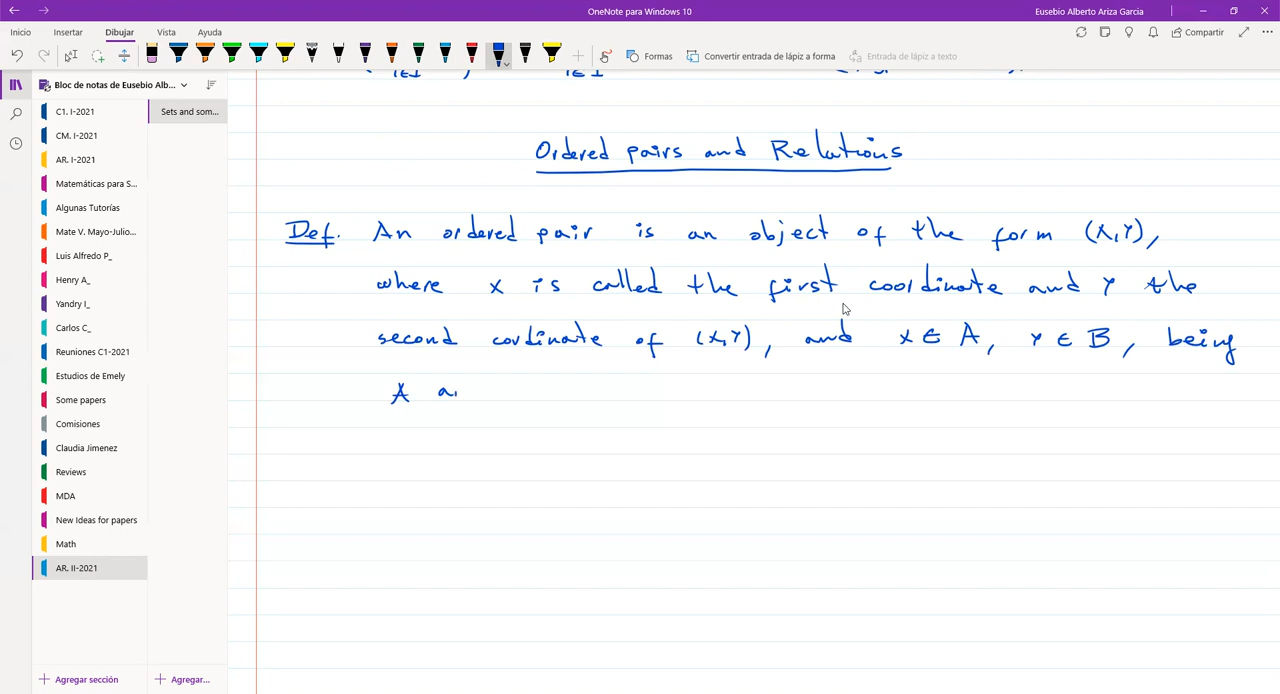 OneNote para Windows 10
Eusebio Alberto Ariza Garcia
Inicio Insertar Dibujar Vista Ayuda
Compartir
Formas Convertir entrada de lápiz a forma Entrada de lápiz a texto
Bloc de notas de Eusebio Alb...
C1. I-2021
CM. I-2021
AR. I-2021
Matemáticas para S...
Algunas Tutorías
Mate V. Mayo-Julio...
Luis Alfredo P_
Henry A_
Yandry I_
Carlos C_
Reuniones C1-2021
Estudios de Emely
Some papers
Comisiones
Claudia Jimenez
Reviews
MDA
New Ideas for papers
Math
AR. II-2021
Agregar sección
Sets and som...
Agregar...
i∈I i∈I
Ordered pairs and Relations
Def. An ordered pair is an object of the form (x,y),
where x is called the first coordinate and y the
second cordinate of (x,y), and x ∈ A, y ∈ B, being
A a